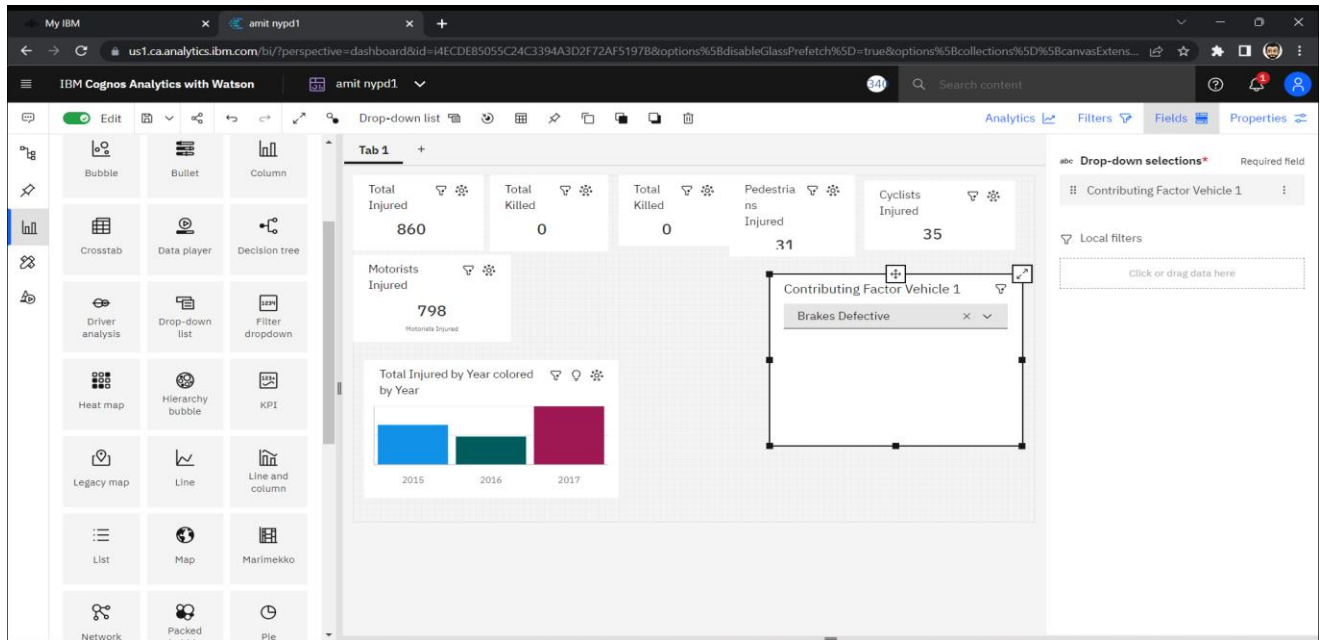 My IBM
amit nypd1
us1.ca.analytics.ibm.com/bi/?perspective=dashboard&id=i4ECDE85055C24C3394A3D2F72AF5197B&options%5BdisableGlassPrefetch%5D=true&options%5Bcollections%5D%5BcanvasExtens...
IBM Cognos Analytics with Watson
amit nypd1
340
Search content
1
Edit
Drop-down list
Analytics
Filters
Fields
Properties
Bubble
Bullet
Column
Crosstab
Data player
Decision tree
Driver
analysis
Drop-down
list
Filter
dropdown
Heat map
Hierarchy
bubble
KPI
Legacy map
Line
Line and
column
List
Map
Marimekko
Network
Packed
Pie
Tab 1
Total
Injured
860
Total
Killed
0
Total
Killed
0
Pedestria
ns
Injured
31
Cyclists
Injured
35
Motorists
Injured
798
Motorists Injured
Contributing Factor Vehicle 1
Brakes Defective
Total Injured by Year colored
by Year
2015
2016
2017
abc Drop-down selections*
Required field
Contributing Factor Vehicle 1
Local filters
Click or drag data here